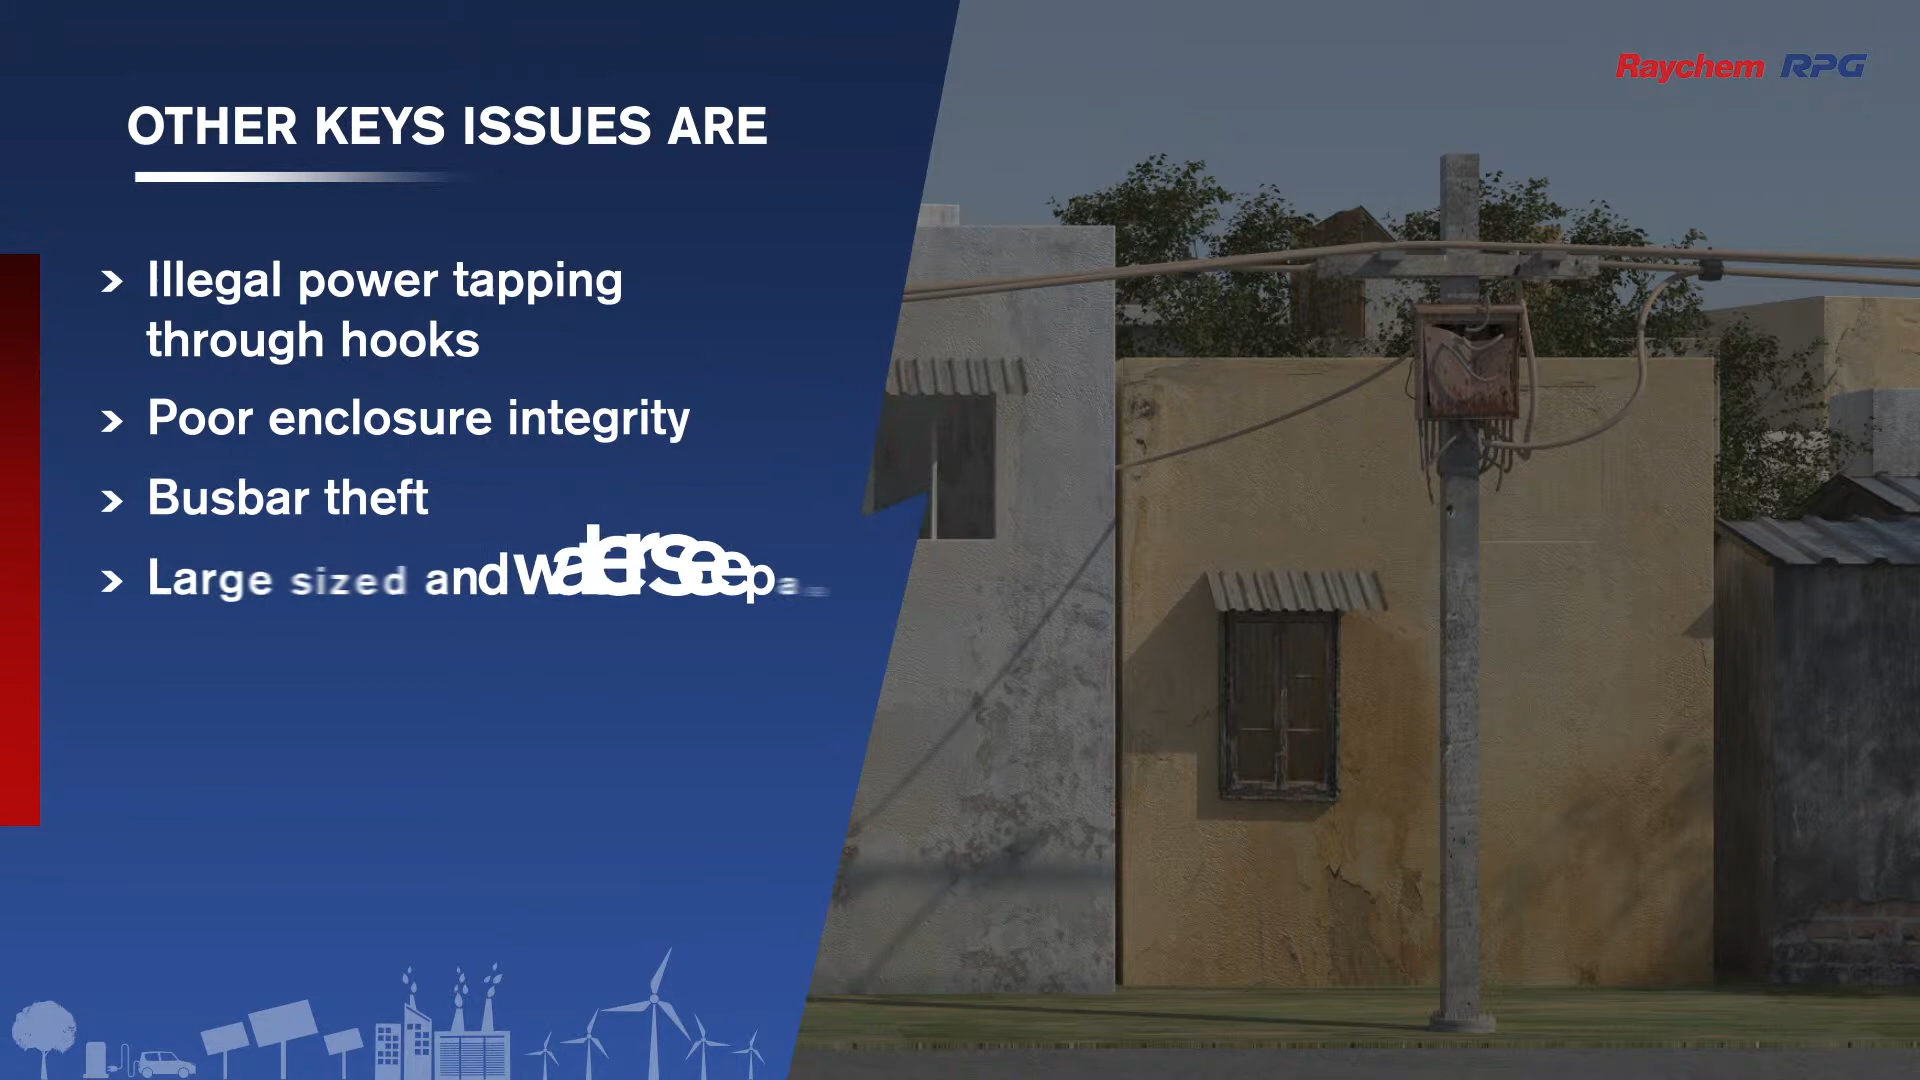 Raychem RPG
OTHER KEYS ISSUES ARE
Illegal power tapping
through hooks
Poor enclosure integrity
Busbar theft
Large sized and water